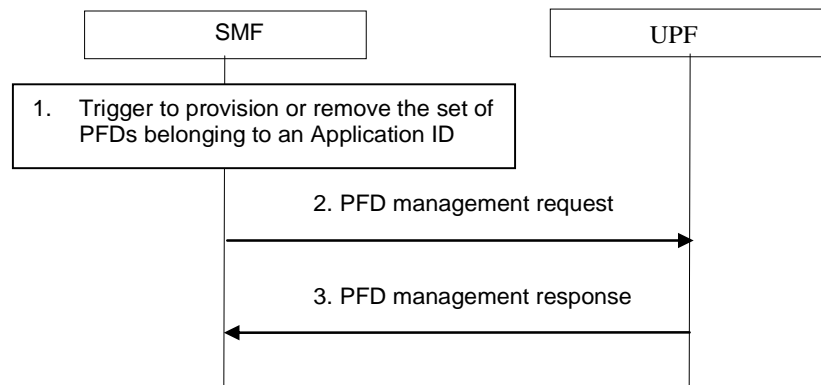 SMF
UPF
1. Trigger to provision or remove the set of
PFDs belonging to an Application ID
2. PFD management request
3. PFD management response